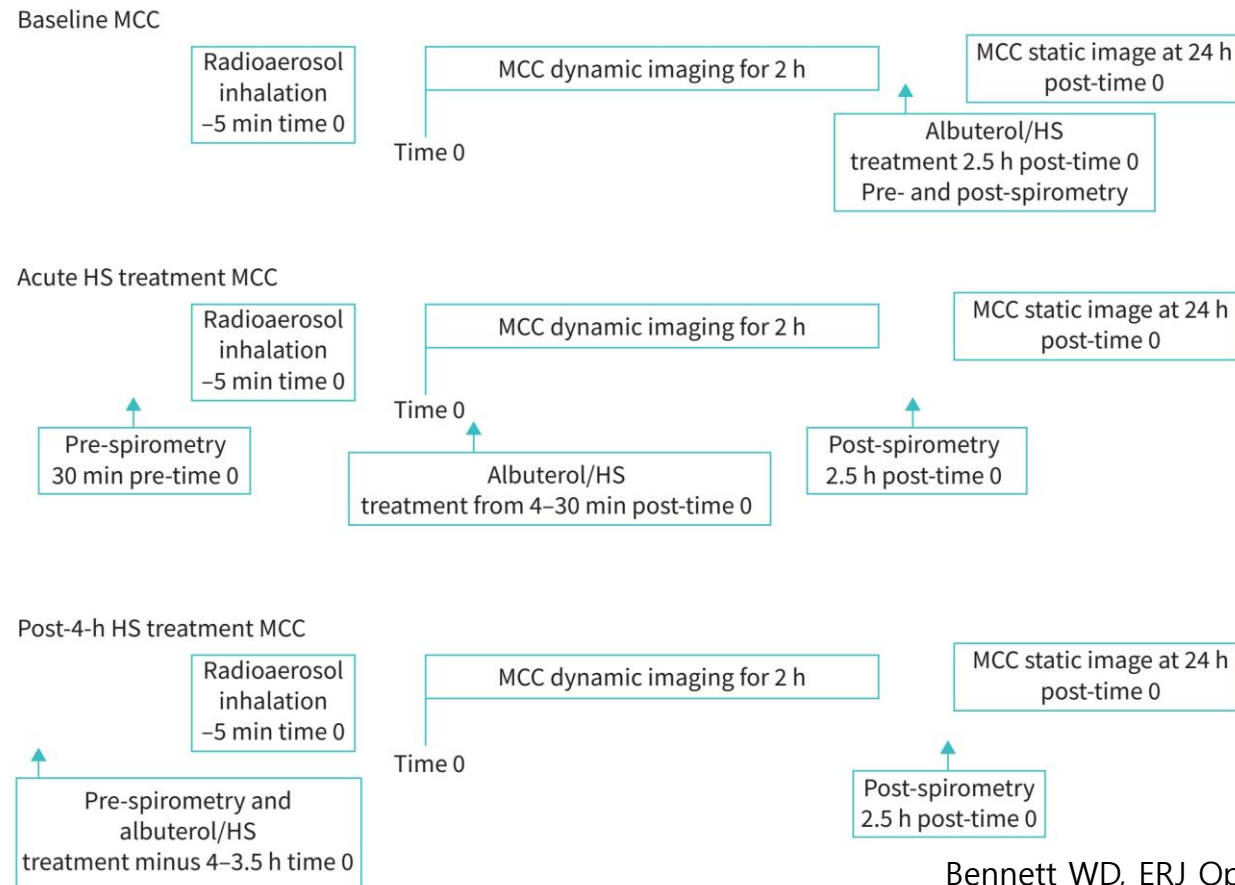 Baseline MCC
Radioaerosol
inhalation
–5 min time 0
MCC dynamic imaging for 2 h
MCC static image at 24 h
post-time 0
Time 0
Albuterol/HS
treatment 2.5 h post-time 0
Pre- and post-spirometry
Acute HS treatment MCC
Radioaerosol
inhalation
–5 min time 0
MCC dynamic imaging for 2 h
MCC static image at 24 h
post-time 0
Time 0
Pre-spirometry
30 min pre-time 0
Albuterol/HS
treatment from 4–30 min post-time 0
Post-spirometry
2.5 h post-time 0
Post-4-h HS treatment MCC
Radioaerosol
inhalation
–5 min time 0
MCC dynamic imaging for 2 h
MCC static image at 24 h
post-time 0
Time 0
Pre-spirometry and
albuterol/HS
treatment minus 4–3.5 h time 0
Post-spirometry
2.5 h post-time 0
Bennett WD, ERJ Op